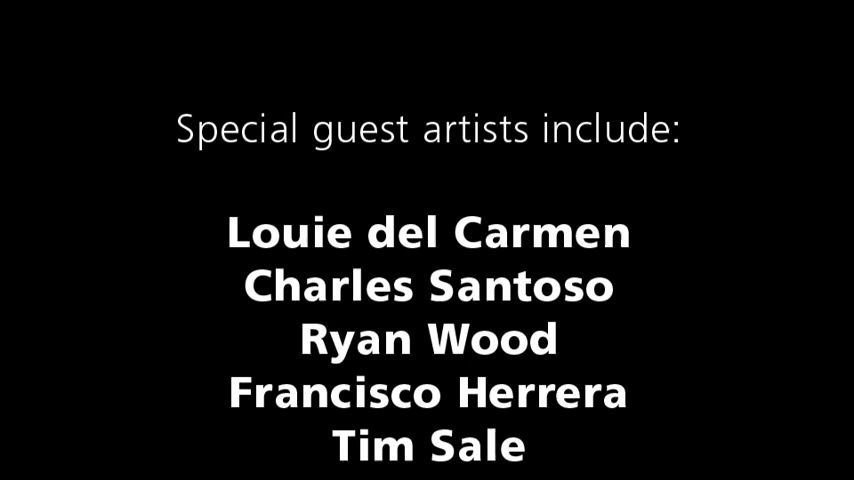 Special guest artists include:
Louie del Carmen
Charles Santoso
Ryan Wood
Francisco Herrera
Tim Sale